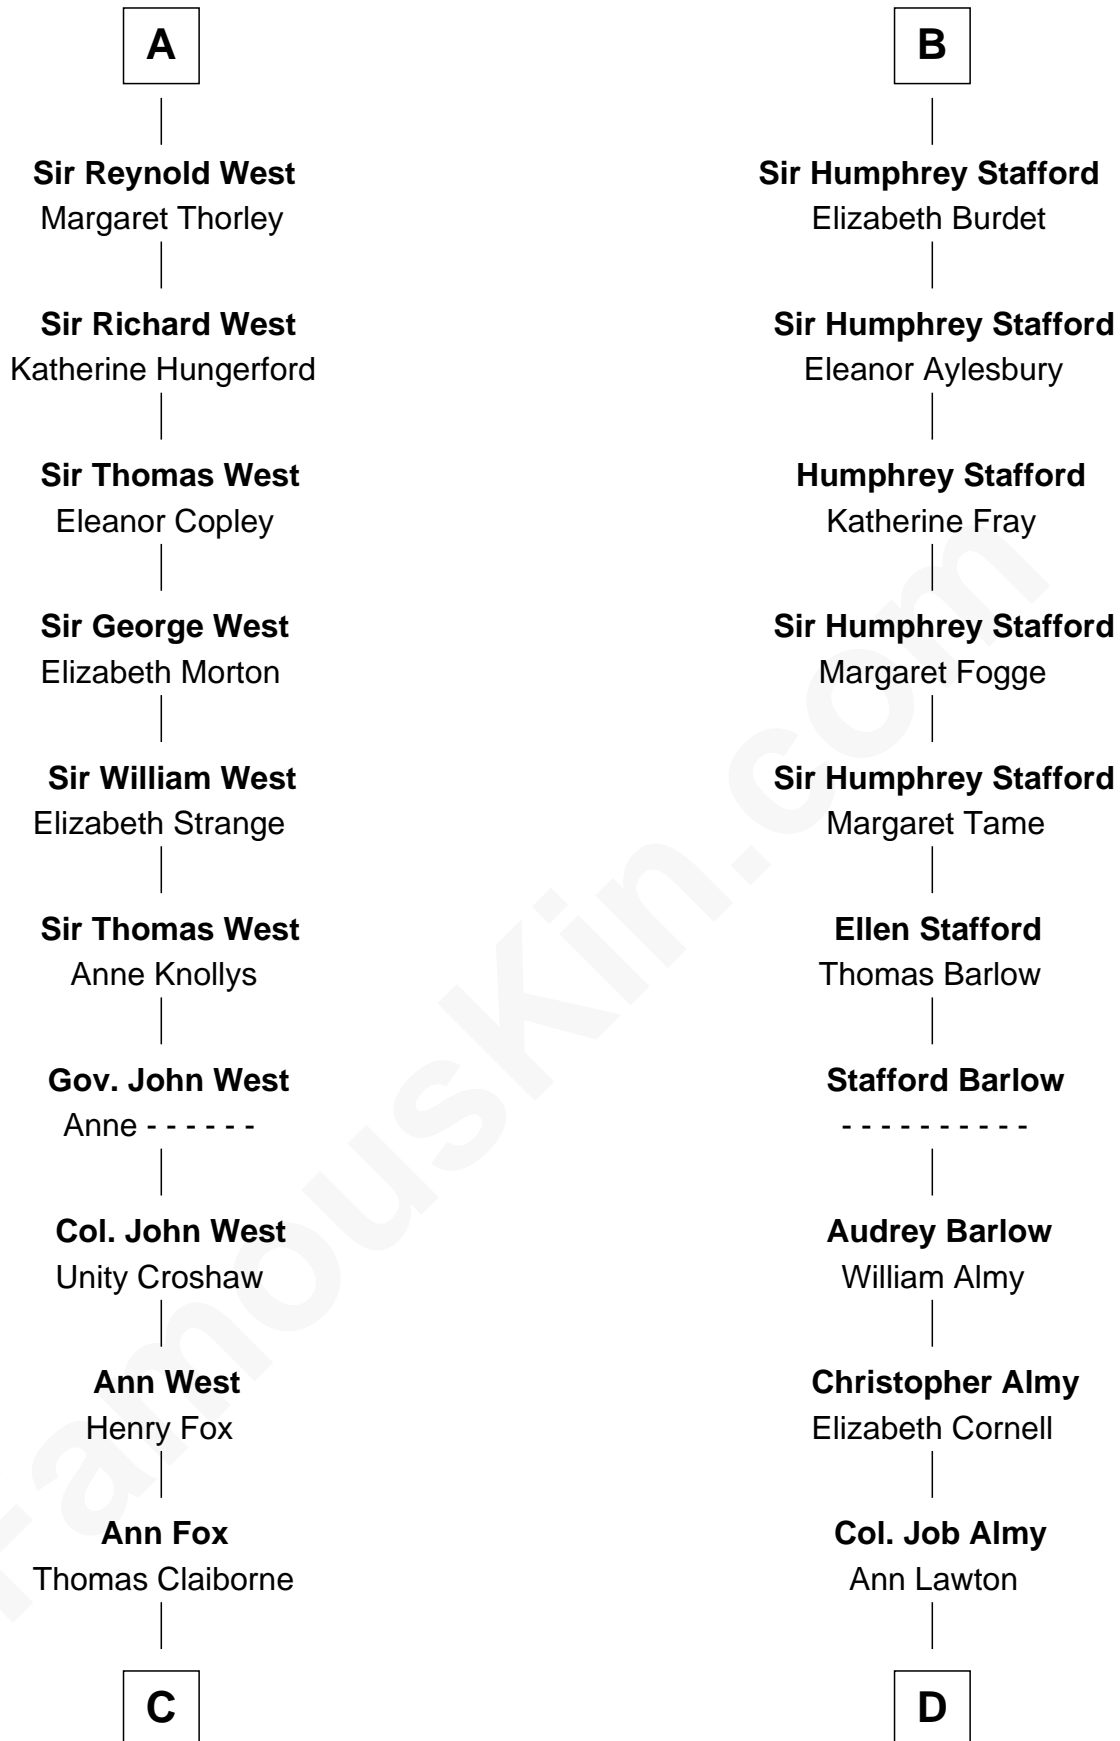 A
Sir Reynold West
Margaret Thorley
Sir Richard West
Katherine Hungerford
Sir Thomas West
Eleanor Copley
Sir George West
Elizabeth Morton
Sir William West
Elizabeth Strange
Sir Thomas West
Anne Knollys
Gov. John West
Anne - - - - - -
Col. John West
Unity Croshaw
Ann West
Henry Fox
Ann Fox
Thomas Claiborne
C
B
Sir Humphrey Stafford
Elizabeth Burdet
Sir Humphrey Stafford
Eleanor Aylesbury
Humphrey Stafford
Katherine Fray
Sir Humphrey Stafford
Margaret Fogge
Sir Humphrey Stafford
Margaret Tame
Ellen Stafford
Thomas Barlow
Stafford Barlow
- - - - - - - - - -
Audrey Barlow
William Almy
Christopher Almy
Elizabeth Cornell
Col. Job Almy
Ann Lawton
D
FamousKin.com